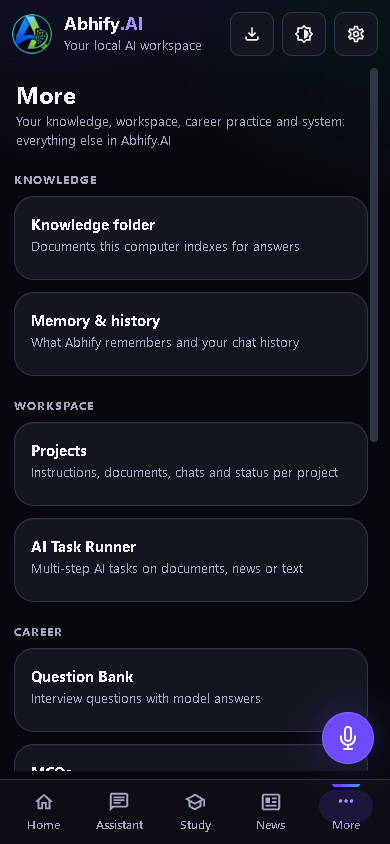 Abhify.AI
Your local AI workspace
More
Your knowledge, workspace, career practice and system:
everything else in Abhify.AI
KNOWLEDGE
Knowledge folder
Documents this computer indexes for answers
Memory & history
What Abhify remembers and your chat history
WORKSPACE
Projects
Instructions, documents, chats and status per project
AI Task Runner
Multi-step AI tasks on documents, news or text
CAREER
Question Bank
Interview questions with model answers
MCQs
Home
Assistant
Study
News
More